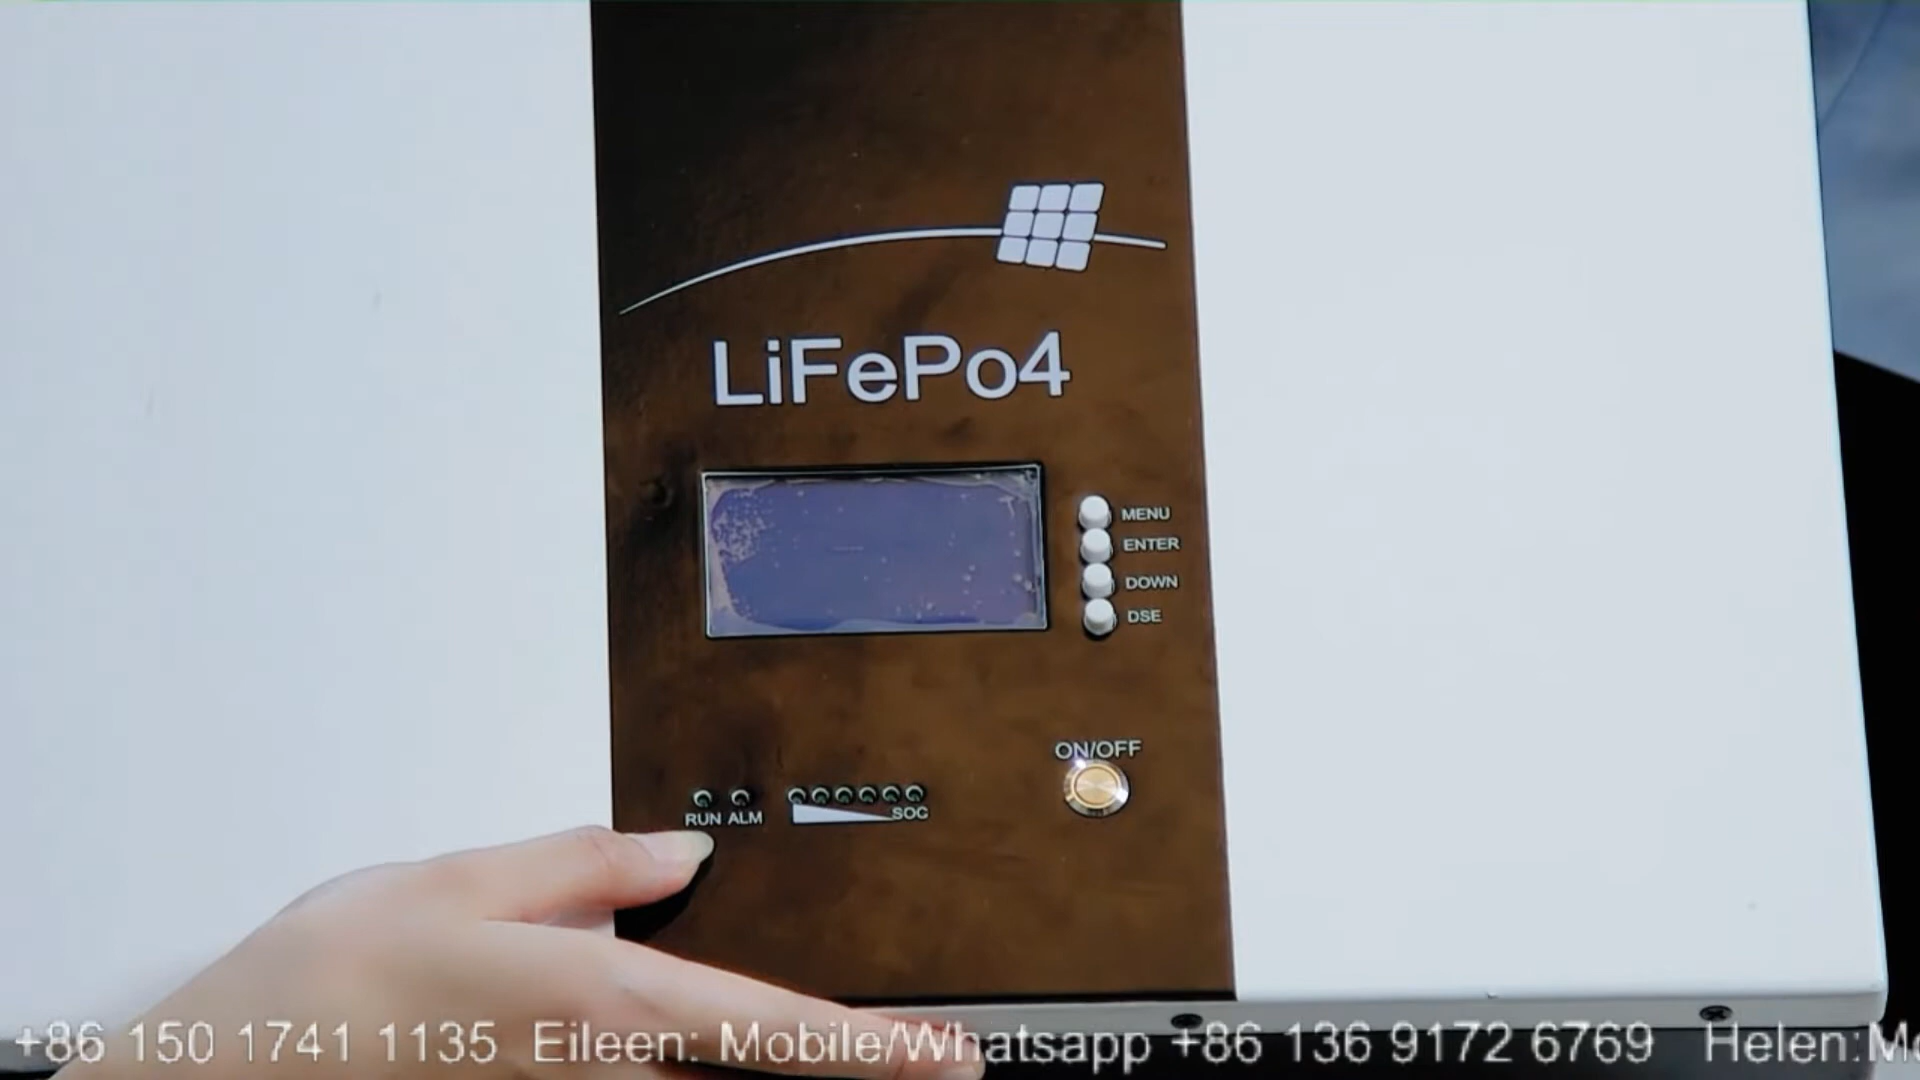 LiFePo4
MENU
ENTER
DOWN
DSE
ON/OFF
RUN ALM
SOC
+86 150 1741 1135 Eileen: Mobile/Whatsapp +86 136 9172 6769 Helen: